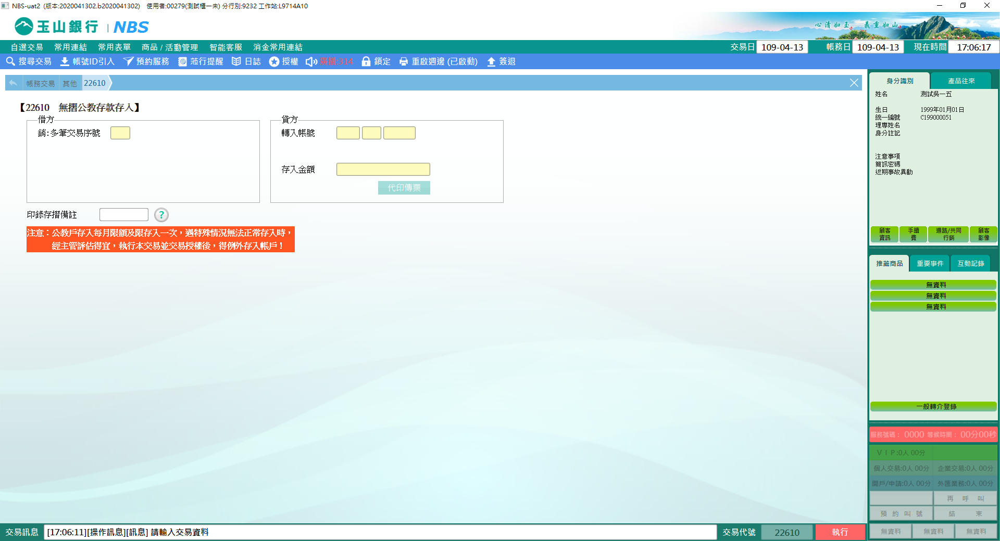 NBS-uat2 (版本:2020041302.b2020041302) 使用者:00279(測試櫃一未) 分行別:9232 工作站:L9714A10
玉山銀行 | NBS
心清如玉 義重如山
自選交易 常用連結 常用表單 商品 / 活動管理 智能客服 消金常用連結 交易日 109-04-13 帳務日 109-04-13 現在時間 17:06:17
搜尋交易 帳號ID引入 預約服務 蒞行提醒 日誌 授權 廣播:314 鎖定 重啟週邊 (已啟動) 簽退
帳務交易 其他 22610
【22610 無摺公教存款存入】
借方
銷:多筆交易序號
貸方
轉入帳號
存入金額
代印傳票
印錄存摺備註 ?
注意：公教戶存入每月限額及限存入一次，遇特殊情況無法正常存入時，
經主管評估得宜，執行本交易並交易授權後，得例外存入帳戶！
身分識別 產品往來
姓名 測試吳一五
生日 1999年01月01日
統一編號 C199000051
理專姓名
身分註記
注意事項
簡訊密碼
近期事故異動
顧客資訊 手續費 通路/共同行銷 顧客影像
推薦商品 重要事件 互動記錄
無資料
無資料
無資料
一般轉介登錄
服務號碼： 0000 等候時間： 00分00秒
ＶＩＰ:0人 00分
個人交易:0人 00分 企業交易:0人 00分
開戶/申請:0人 00分 外匯業務:0人 00分
再 呼 叫
預 約 叫 號 結 束
無資料 無資料 無資料
交易訊息 [17:06:11][操作訊息][訊息] 請輸入交易資料 交易代號 22610 執行